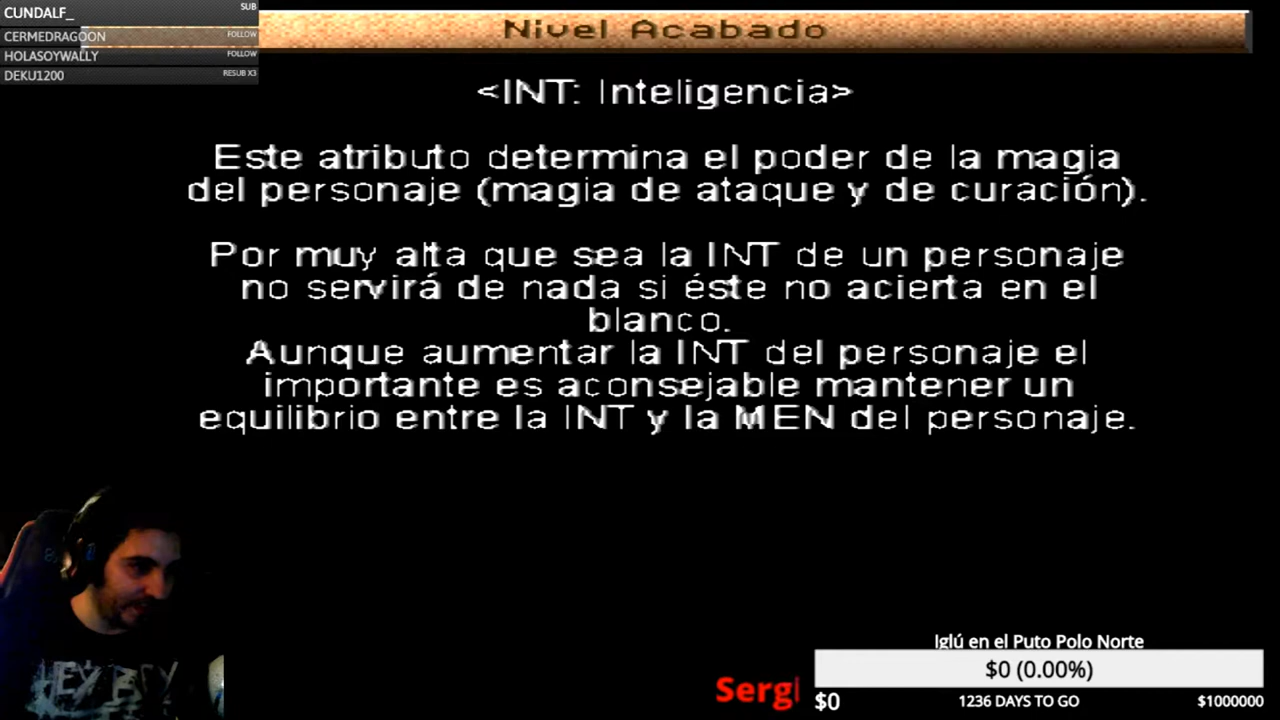 CUNDALF_ SUB
CERMEDRAGOON FOLLOW
HOLASOYWALLY FOLLOW
DEKU1200 RESUB X3
Nivel Acabado
<INT: Inteligencia>
Este atributo determina el poder de la magia
del personaje (magia de ataque y de curación).
Por muy alta que sea la INT de un personaje
no servirá de nada si éste no acierta en el
blanco.
Aunque aumentar la INT del personaje el
importante es aconsejable mantener un
equilibrio entre la INT y la MEN del personaje.
HEY BOY
Iglú en el Puto Polo Norte
$0 (0.00%)
Sergi
$0 1236 DAYS TO GO $1000000